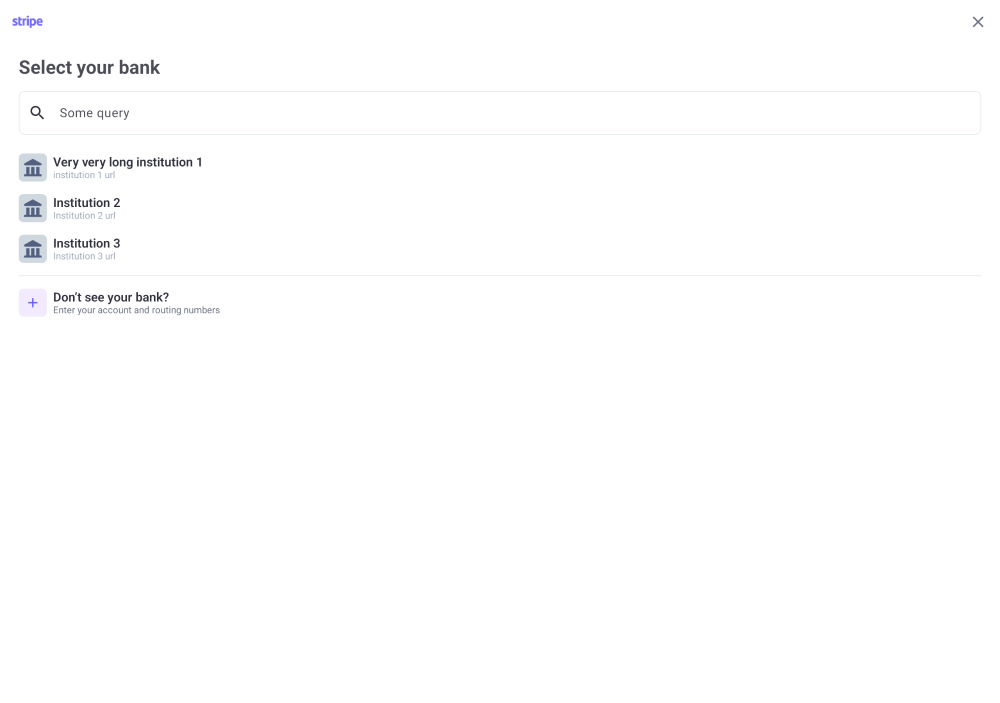 stripe
Select your bank
Some query
Very very long institution 1
institution 1 url
Institution 2
Institution 2 url
Institution 3
Institution 3 url
Don’t see your bank?
Enter your account and routing numbers